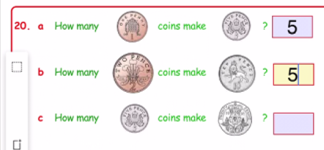 20. a How many coins make ? 5
b How many coins make ? 5
c How many coins make ?